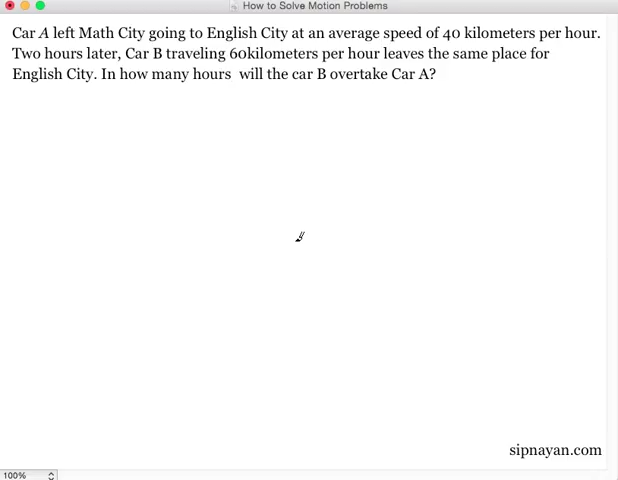 How to Solve Motion Problems
Car A left Math City going to English City at an average speed of 40 kilometers per hour.
Two hours later, Car B traveling 60kilometers per hour leaves the same place for
English City. In how many hours  will the car B overtake Car A?
sipnayan.com
100%